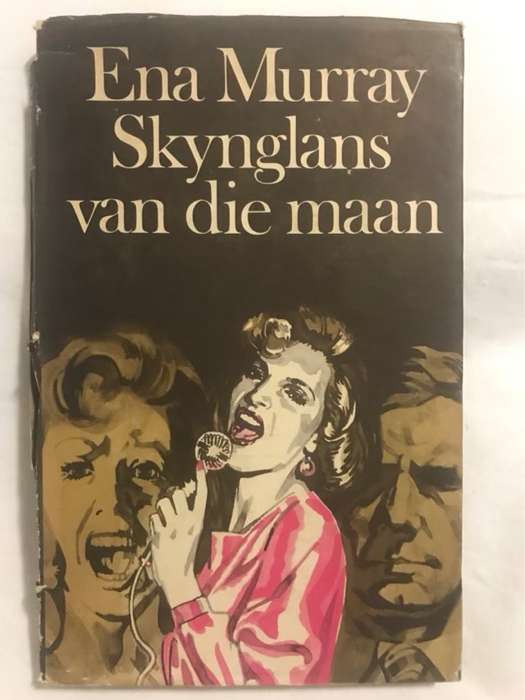 Ena Murray
Skynglans
van die maan